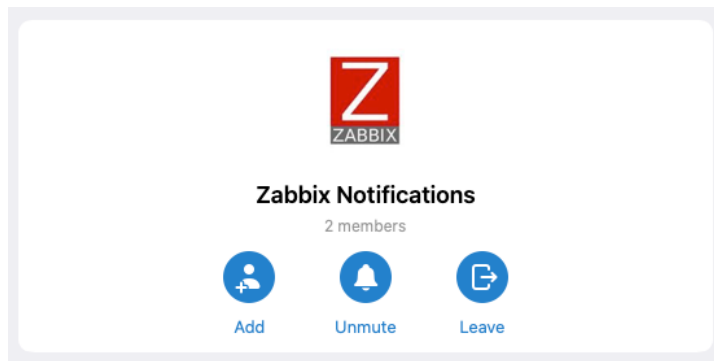 Z
ZABBIX
Zabbix Notifications
2 members
Add
Unmute
Leave